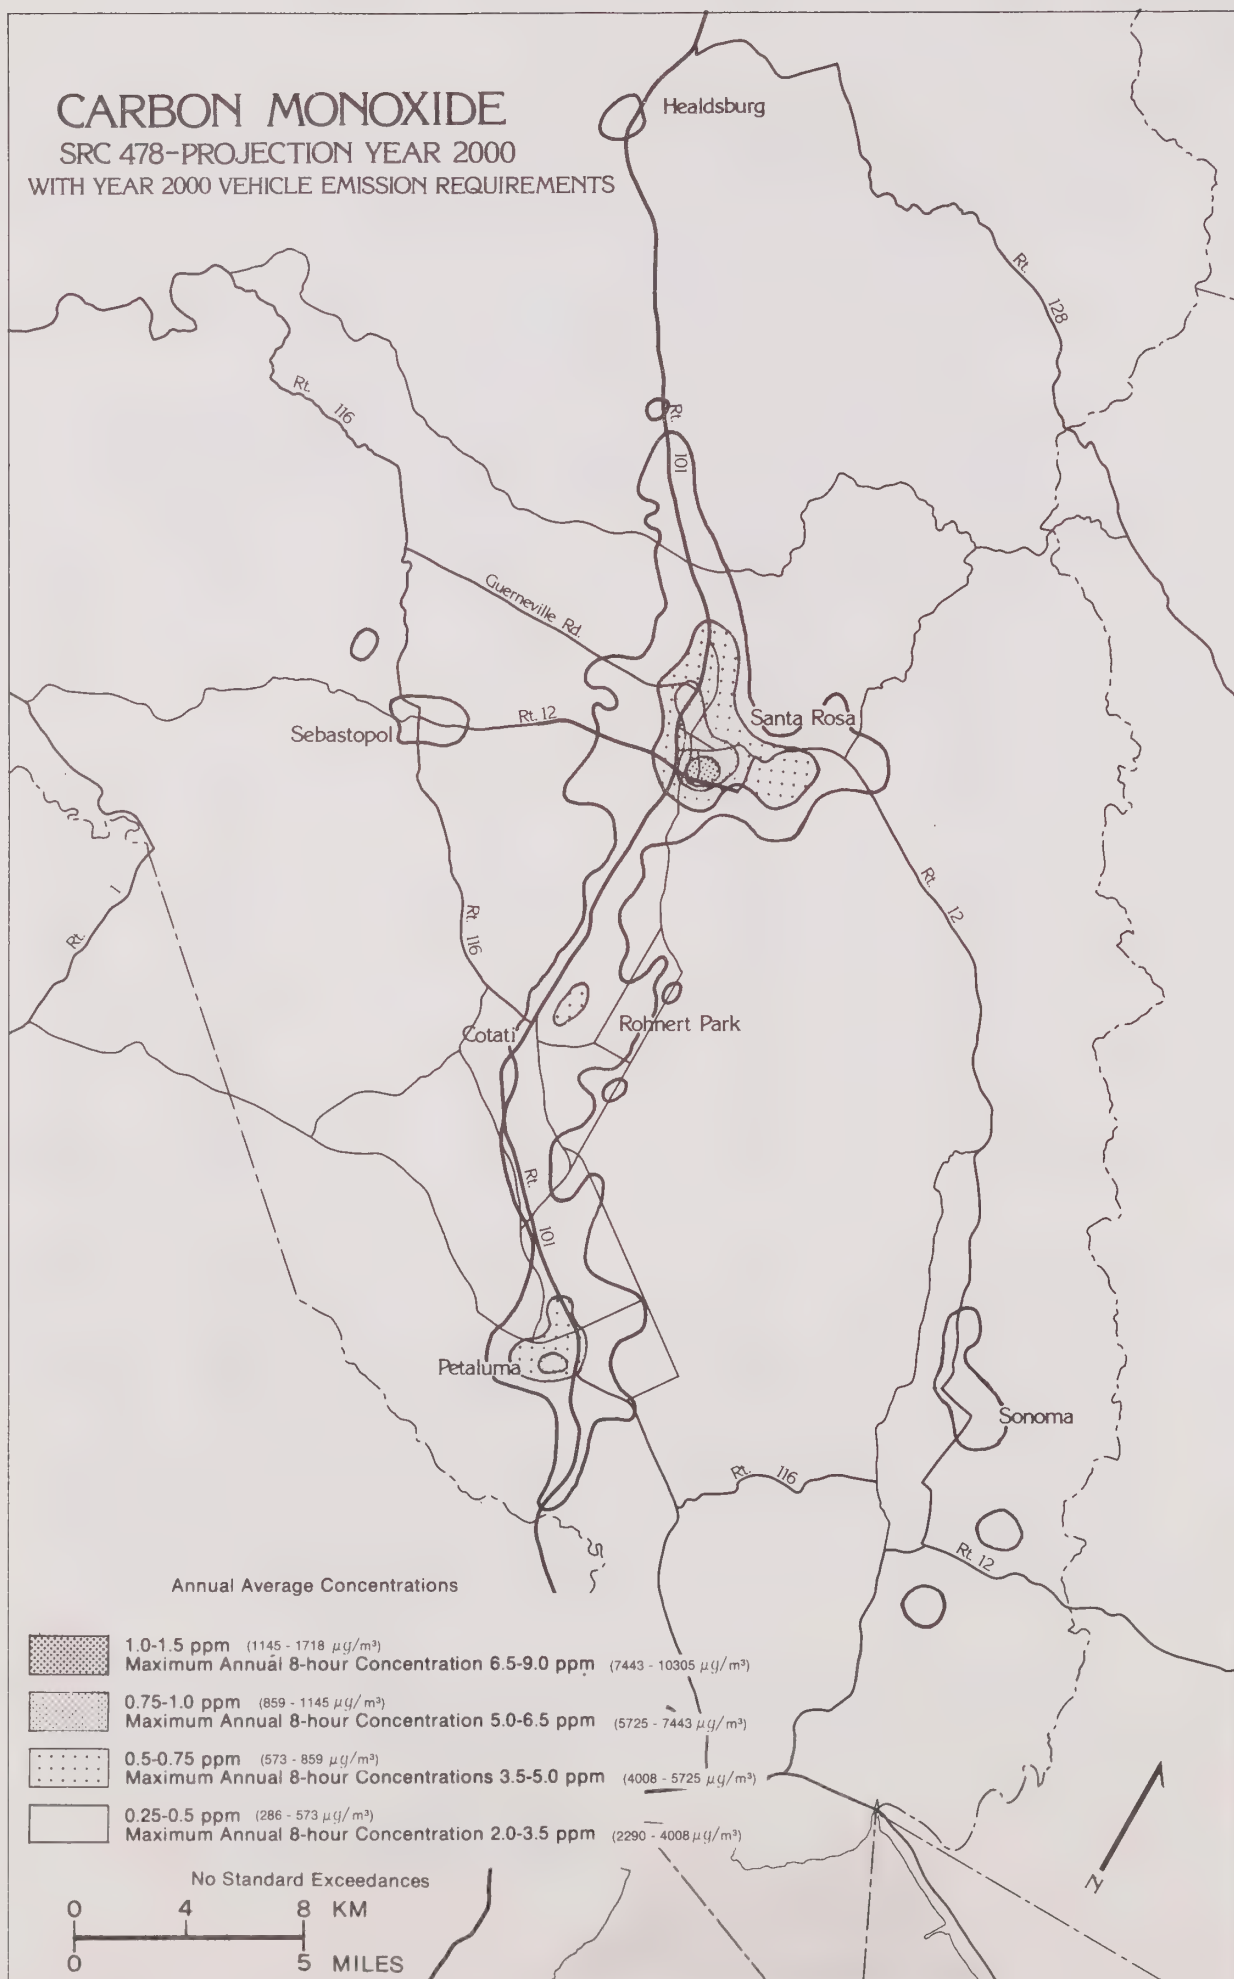 CARBON MONOXIDE
SRC 478-PROJECTION YEAR 2000
WITH YEAR 2000 VEHICLE EMISSION REQUIREMENTS
Healdsburg
Rt. 128
Rt. 116
Rt. 101
Guerneville Rd.
Santa Rosa
Rt. 12
Sebastopol
Rt. 12
Rt. 1
Rt. 116
Rohnert Park
Cotati
Rt. 101
Petaluma
Sonoma
Rt. 116
Rt. 12
Annual Average Concentrations
1.0-1.5 ppm (1145 - 1718 μg/m³)
Maximum Annual 8-hour Concentration 6.5-9.0 ppm (7443 - 10305 μg/m³)
0.75-1.0 ppm (859 - 1145 μg/m³)
Maximum Annual 8-hour Concentration 5.0-6.5 ppm (5725 - 7443 μg/m³)
0.5-0.75 ppm (573 - 859 μg/m³)
Maximum Annual 8-hour Concentrations 3.5-5.0 ppm (4008 - 5725 μg/m³)
0.25-0.5 ppm (286 - 573 μg/m³)
Maximum Annual 8-hour Concentration 2.0-3.5 ppm (2290 - 4008 μg/m³)
No Standard Exceedances
N
0 4 8 KM
0 5 MILES